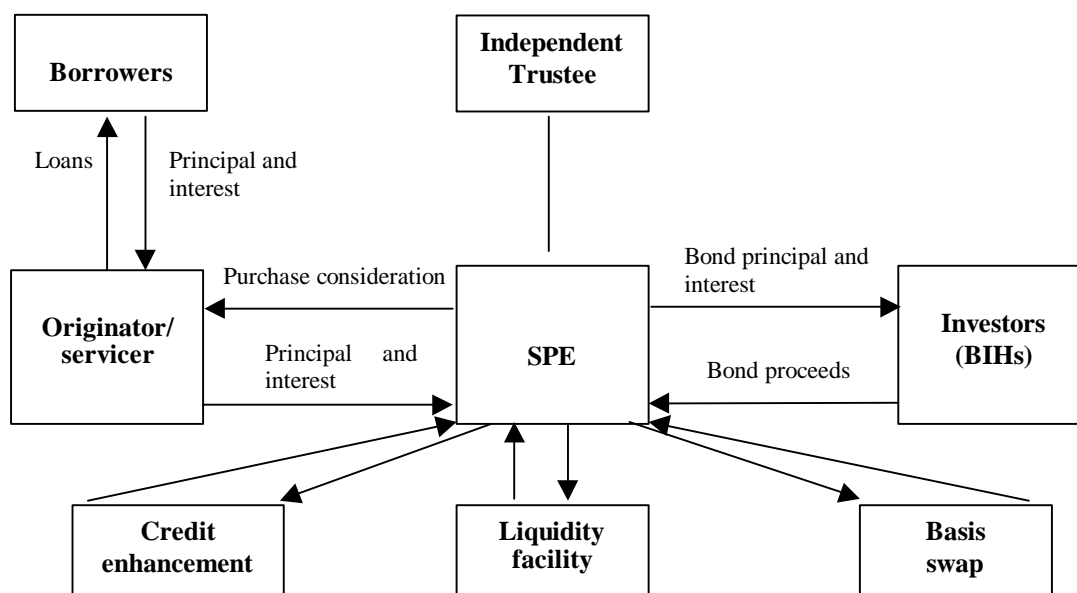 Borrowers
Independent
Trustee
Loans
Principal and
interest
Purchase consideration
Bond principal and
interest
Originator/
servicer
SPE
Investors
(BIHs)
Principal and
interest
Bond proceeds
Credit
enhancement
Liquidity
facility
Basis
swap